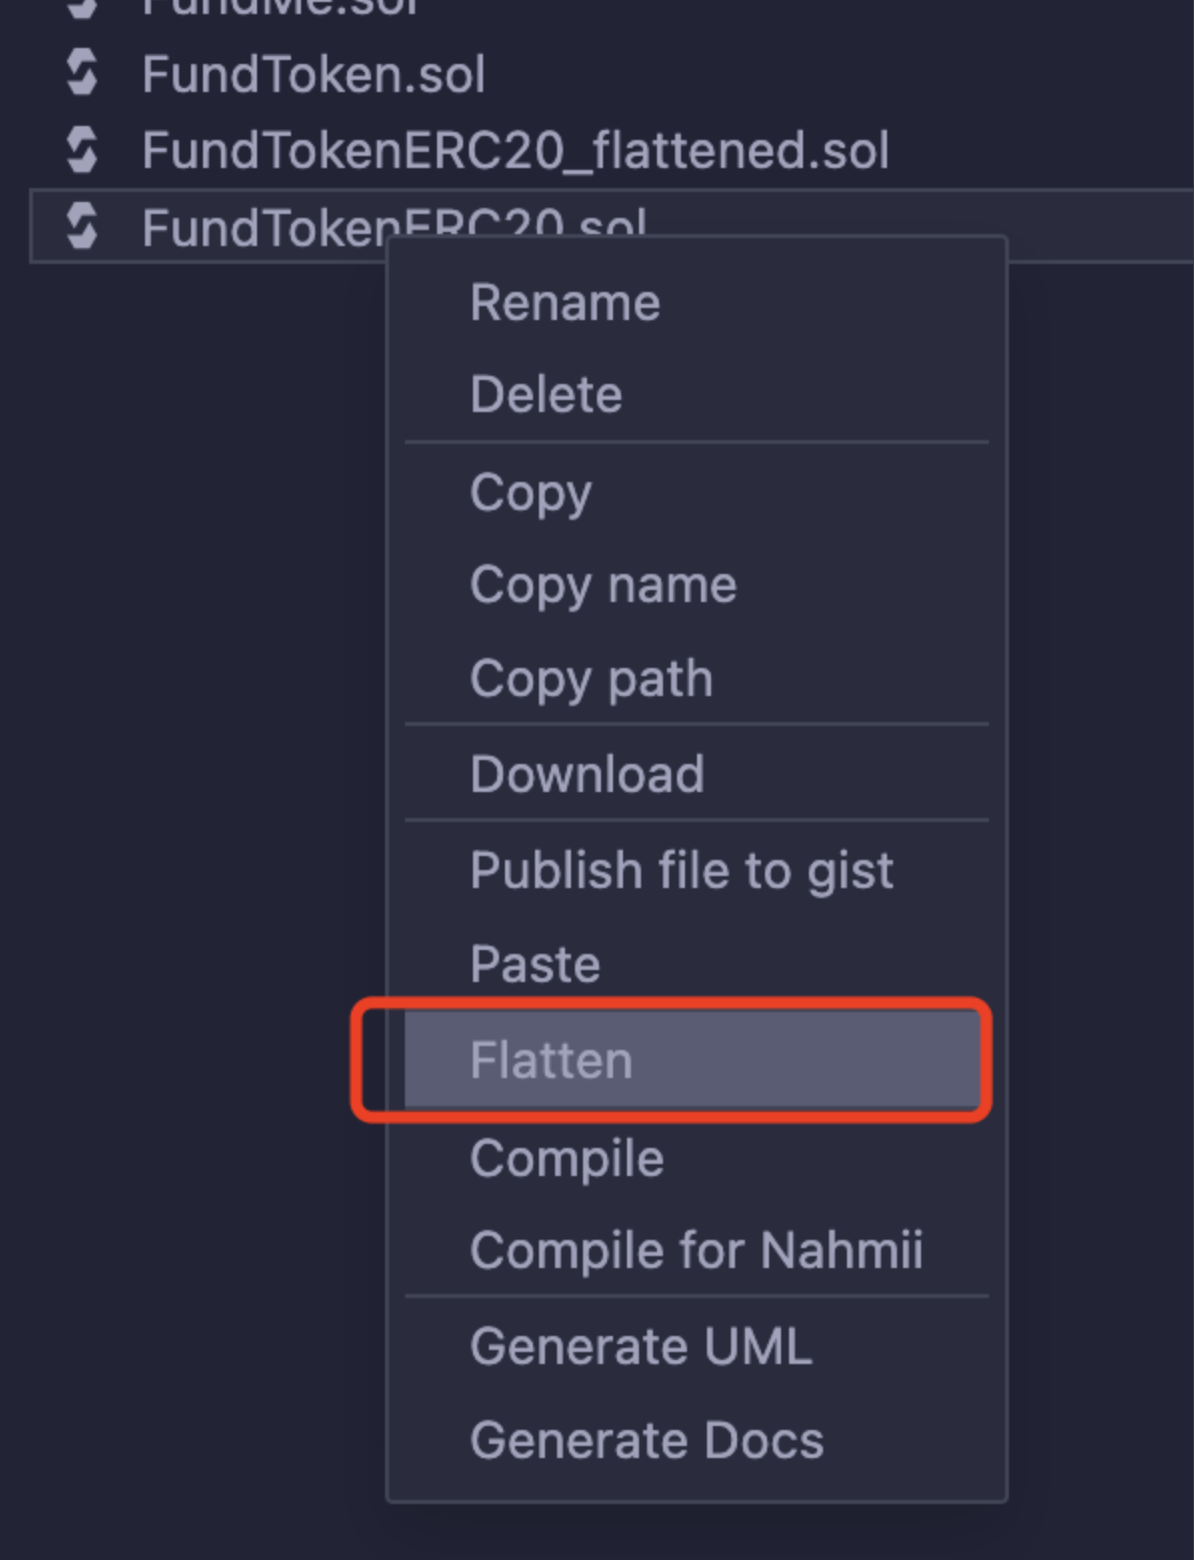 FundMe.sol
FundToken.sol
FundTokenERC20_flattened.sol
FundTokenERC20.sol
Rename
Delete
Copy
Copy name
Copy path
Download
Publish file to gist
Paste
Flatten
Compile
Compile for Nahmii
Generate UML
Generate Docs